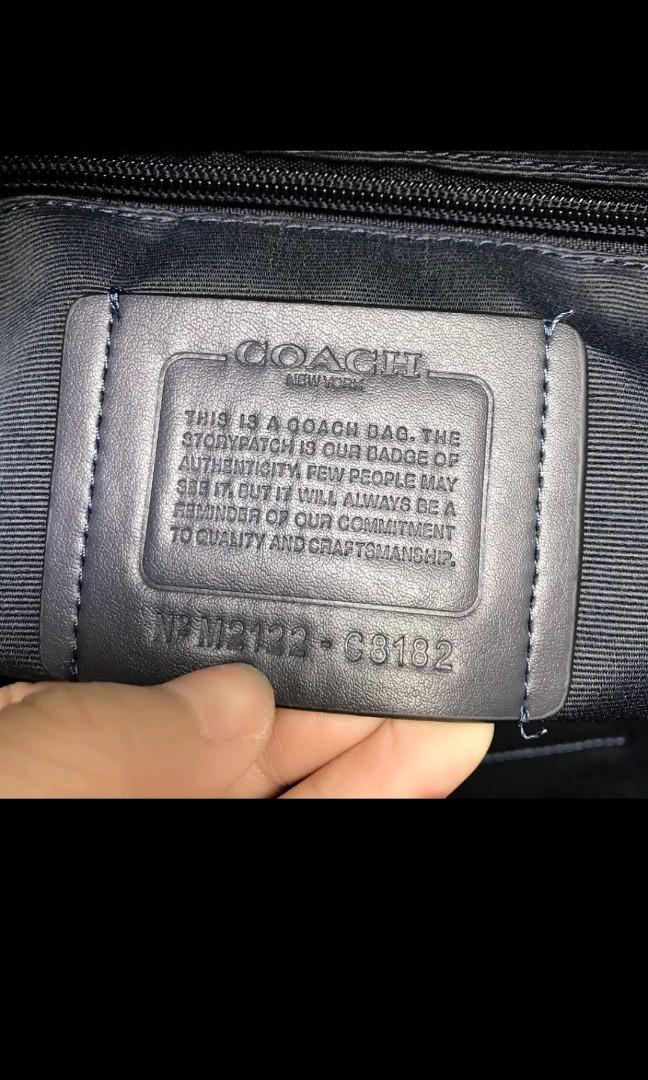 COACH
NEW YORK
THIS IS A COACH BAG. THE
STORYPATCH IS OUR BADGE OF
AUTHENTICITY. FEW PEOPLE MAY
SEE IT, BUT IT WILL ALWAYS BE A
REMINDER OF OUR COMMITMENT
TO QUALITY AND CRAFTSMANSHIP.
Nº M2122 - C8182